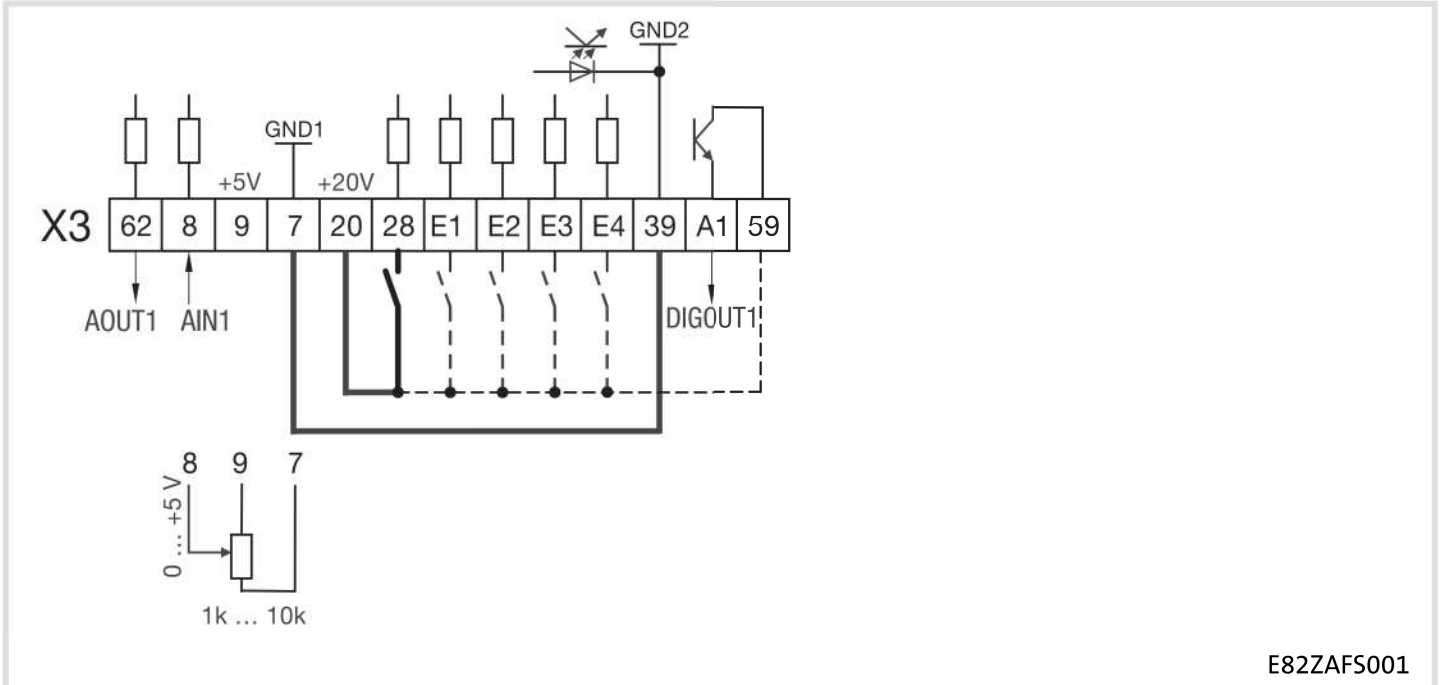 GND2
GND1
+5V
+20V
X3 62 8 9 7 20 28 E1 E2 E3 E4 39 A1 59
AOUT1 AIN1 DIGOUT1
8 9 7
0 ... +5 V
1k ... 10k
E82ZAFS001